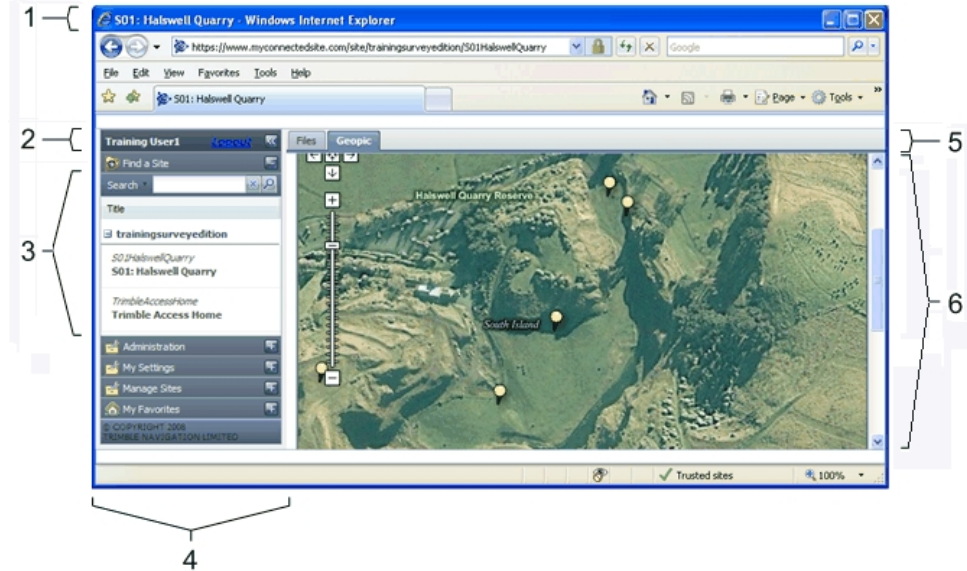 1
S01: Halswell Quarry - Windows Internet Explorer
https://www.myconnectedsite.com/site/trainingsurveyedition/S01HalswellQuarry
Google
File Edit View Favorites Tools Help
S01: Halswell Quarry
Page Tools »
2
Training User1 Logout
Files Geopic
5
Find a Site
Search
Title
trainingsurveyedition
3
S01HalswellQuarry
S01: Halswell Quarry
TrimbleAccessHome
Trimble Access Home
Administration
My Settings
Manage Sites
My Favorites
© COPYRIGHT 2008
TRIMBLE NAVIGATION LIMITED
Halswell Quarry Reserve
South Island
6
Trusted sites
100%
4